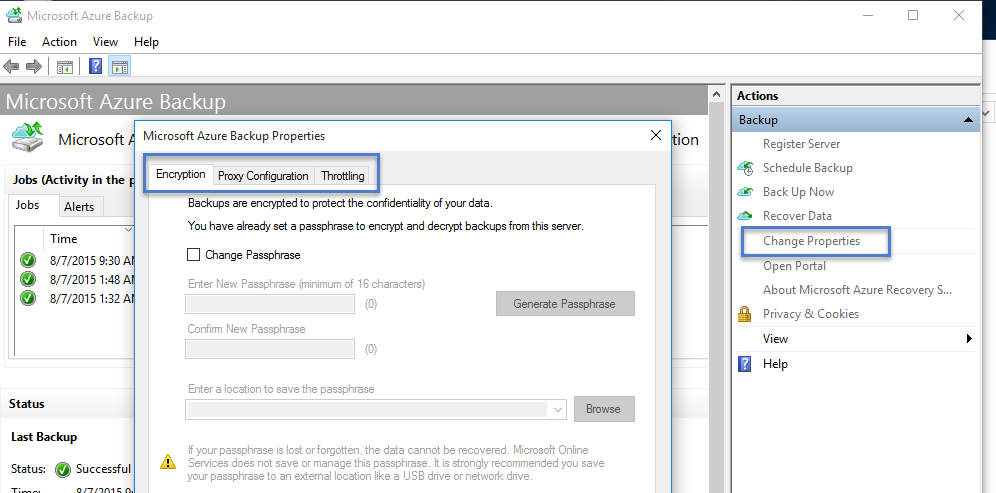 Microsoft Azure Backup
File Action View Help
Microsoft Azure Backup
Microsoft A
tion
Jobs (Activity in the p
Jobs Alerts
Time
8/7/2015 9:30 AM
8/7/2015 1:48 AM
8/7/2015 1:32 AM
Status
Last Backup
Status: Successful
8/7/2015 9:
Microsoft Azure Backup Properties
Encryption Proxy Configuration Throttling
Backups are encrypted to protect the confidentiality of your data.
You have already set a passphrase to encrypt and decrypt backups from this server.
Change Passphrase
Enter New Passphrase (minimum of 16 characters)
(0) Generate Passphrase
Confirm New Passphrase
(0)
Enter a location to save the passphrase
Browse
If your passphrase is lost or forgotten, the data cannot be recovered. Microsoft Online
Services does not save or manage this passphrase. It is strongly recommended you save
your passphrase to an external location like a USB drive or network drive.
Actions
Backup
Register Server
Schedule Backup
Back Up Now
Recover Data
Change Properties
Open Portal
About Microsoft Azure Recovery S...
Privacy & Cookies
View
Help